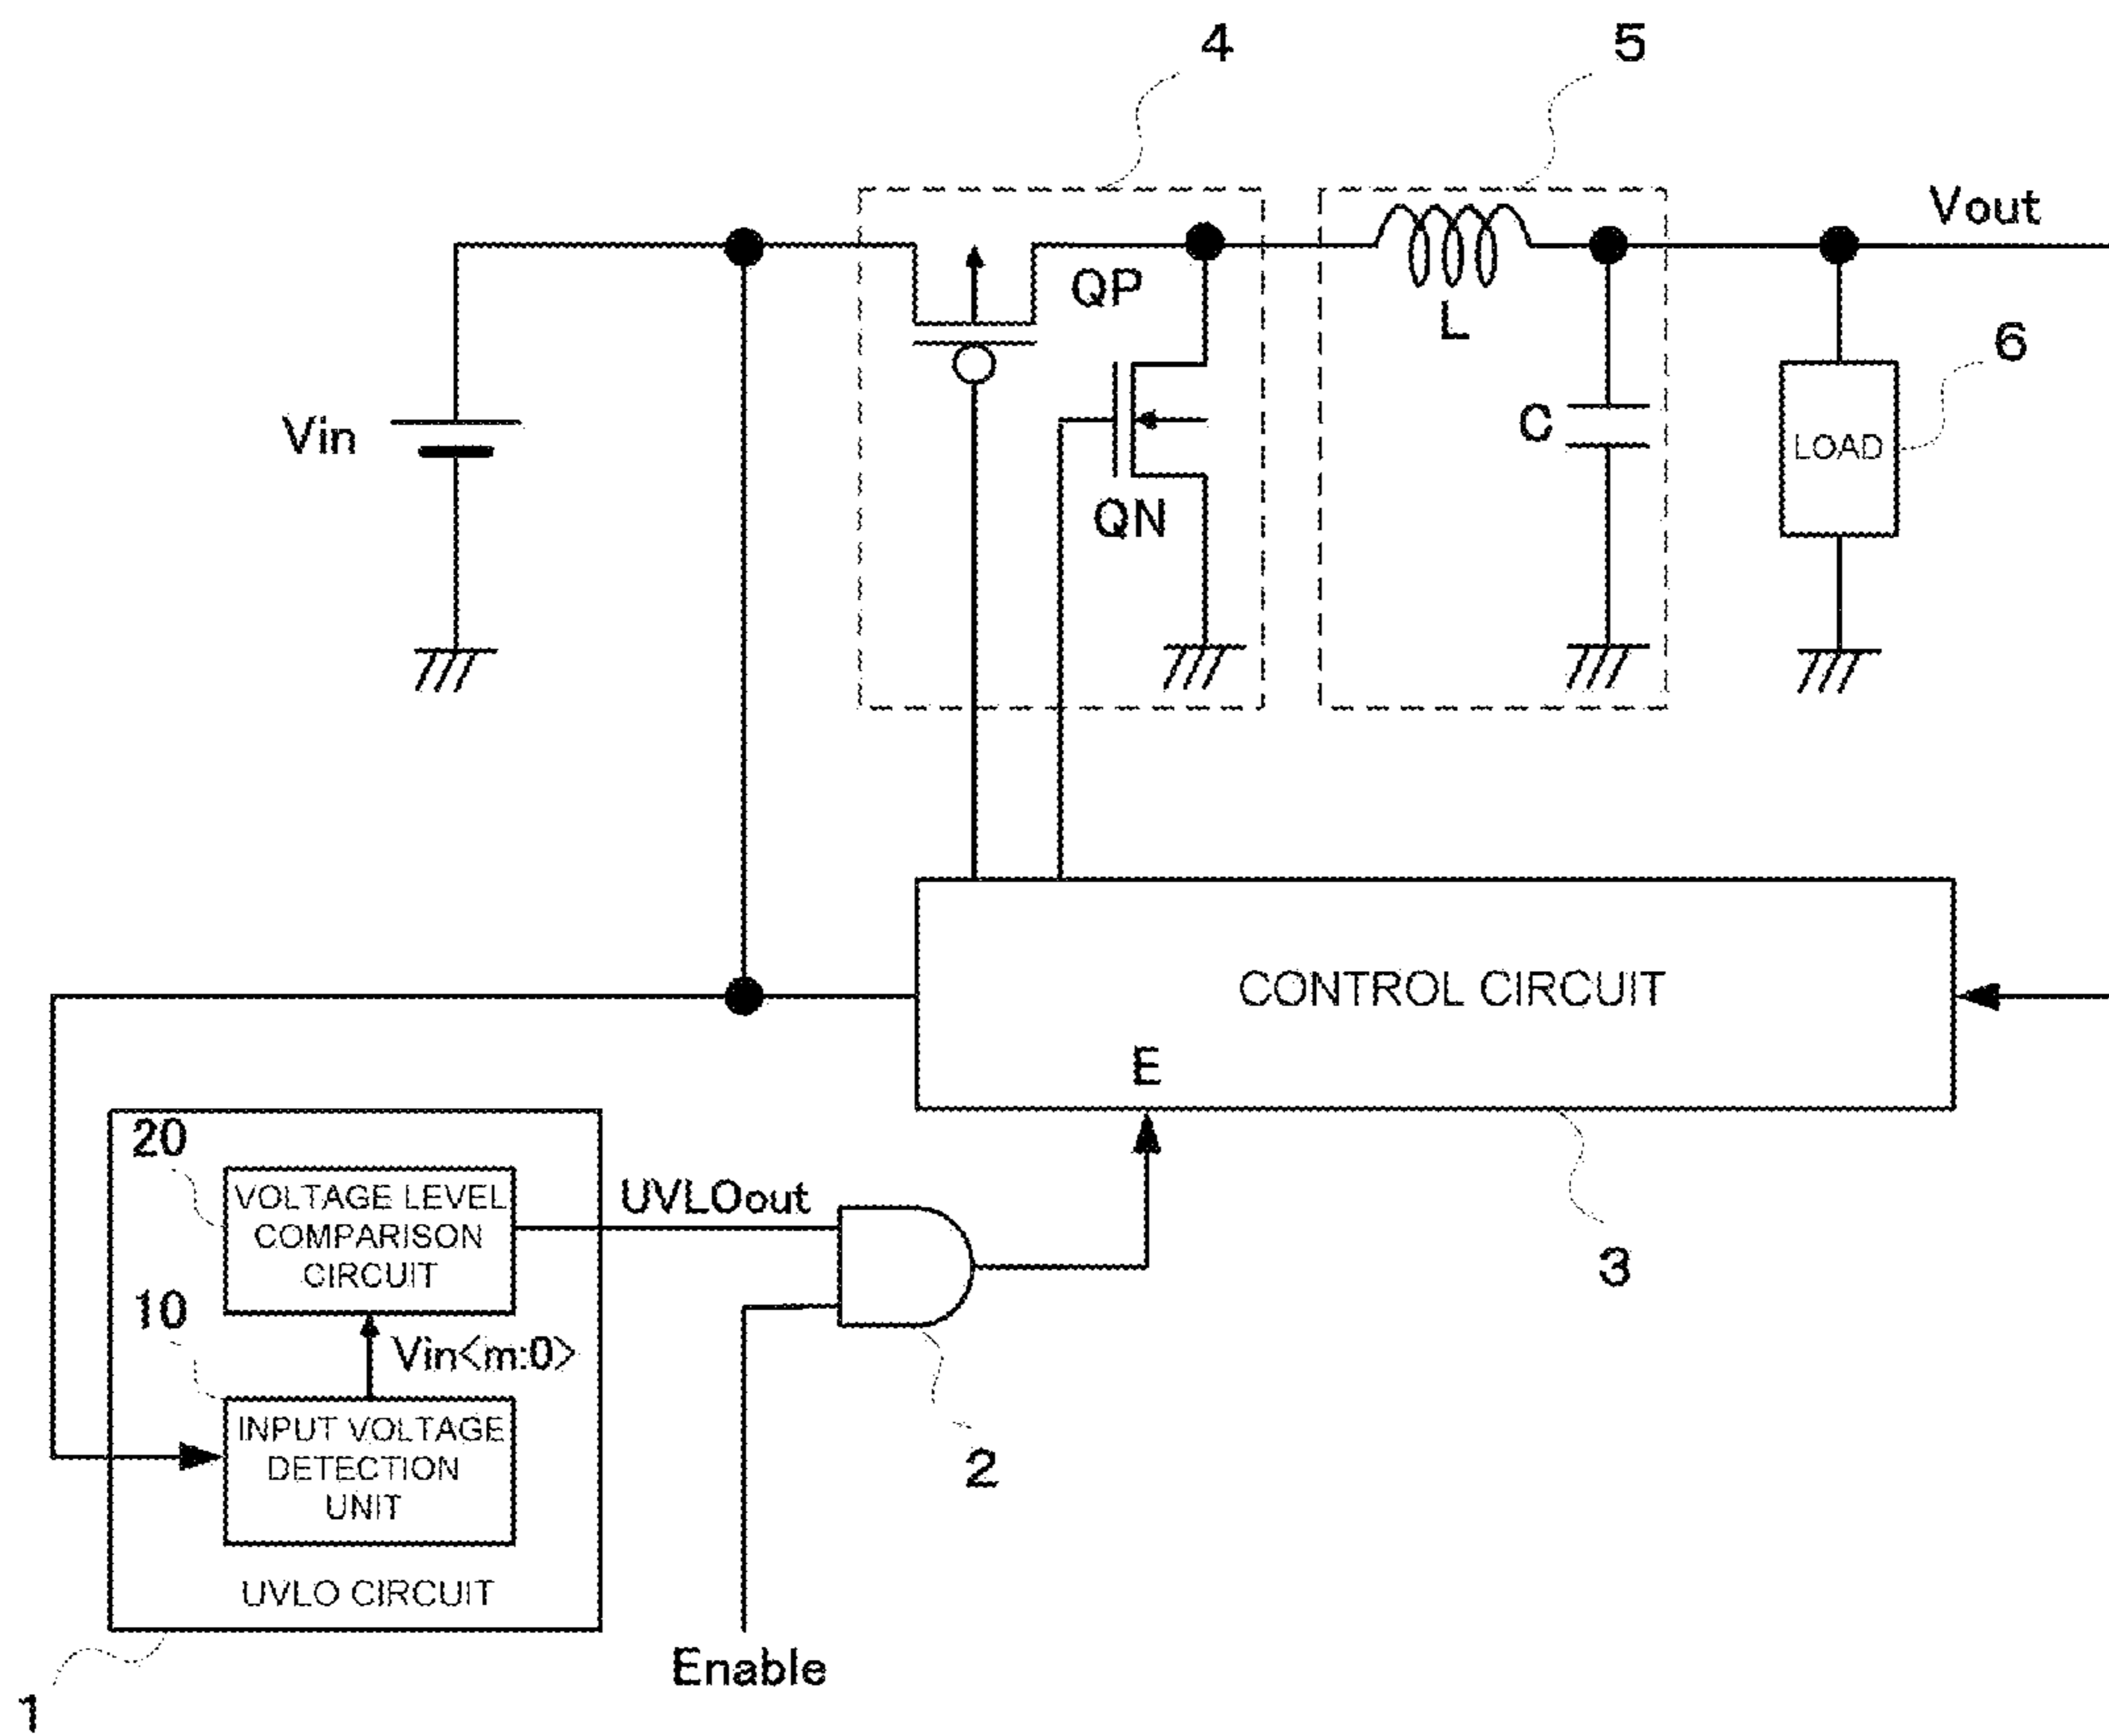 4
5
Vout
QP
L
6
Vin
C
LOAD
QN
CONTROL CIRCUIT
E
20
VOLTAGE LEVEL
COMPARISON
CIRCUIT
UVLOout
3
10
Vin<m:0>
INPUT VOLTAGE
DETECTION
UNIT
2
UVLO CIRCUIT
Enable
1